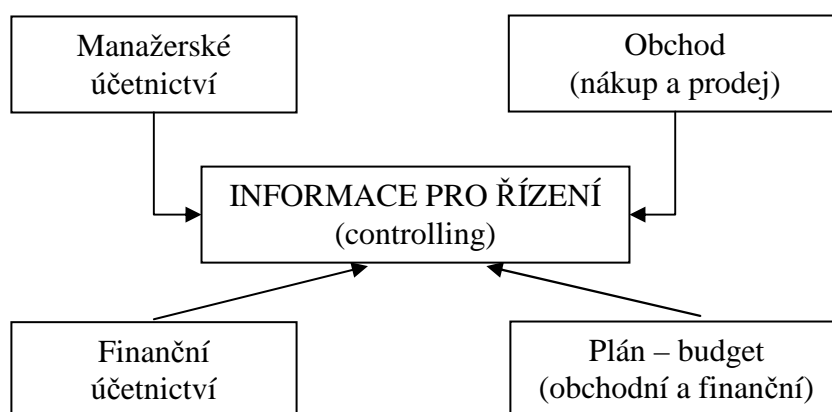 Manažerské
účetnictví
Obchod
(nákup a prodej)
INFORMACE PRO ŘÍZENÍ
(controlling)
Finanční
účetnictví
Plán – budget
(obchodní a finanční)